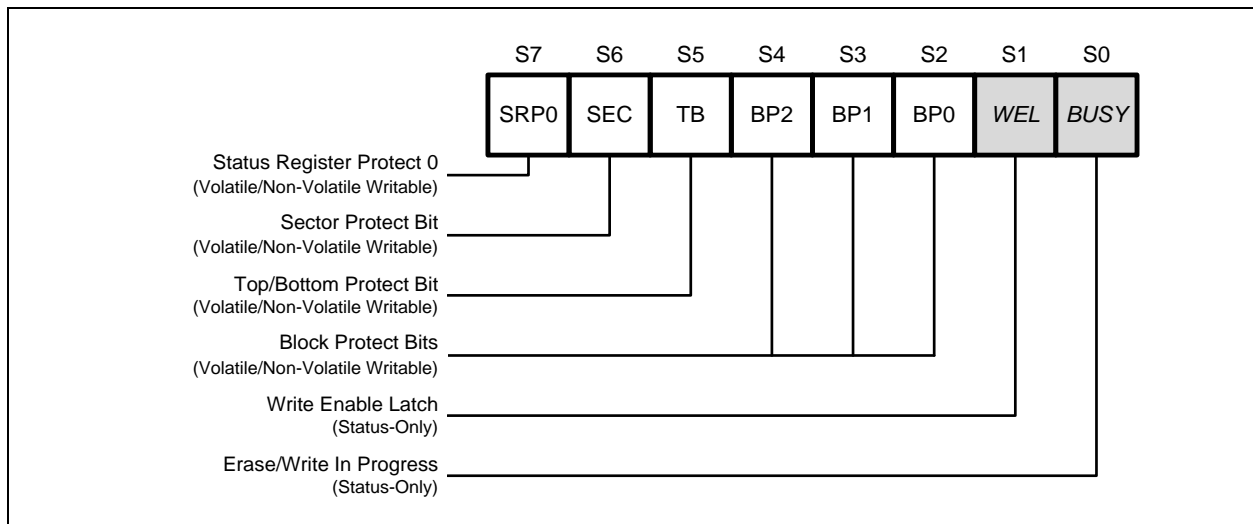 S7 S6 S5 S4 S3 S2 S1 S0
SRP0 SEC TB BP2 BP1 BP0 WEL BUSY
Status Register Protect 0
(Volatile/Non-Volatile Writable)
Sector Protect Bit
(Volatile/Non-Volatile Writable)
Top/Bottom Protect Bit
(Volatile/Non-Volatile Writable)
Block Protect Bits
(Volatile/Non-Volatile Writable)
Write Enable Latch
(Status-Only)
Erase/Write In Progress
(Status-Only)